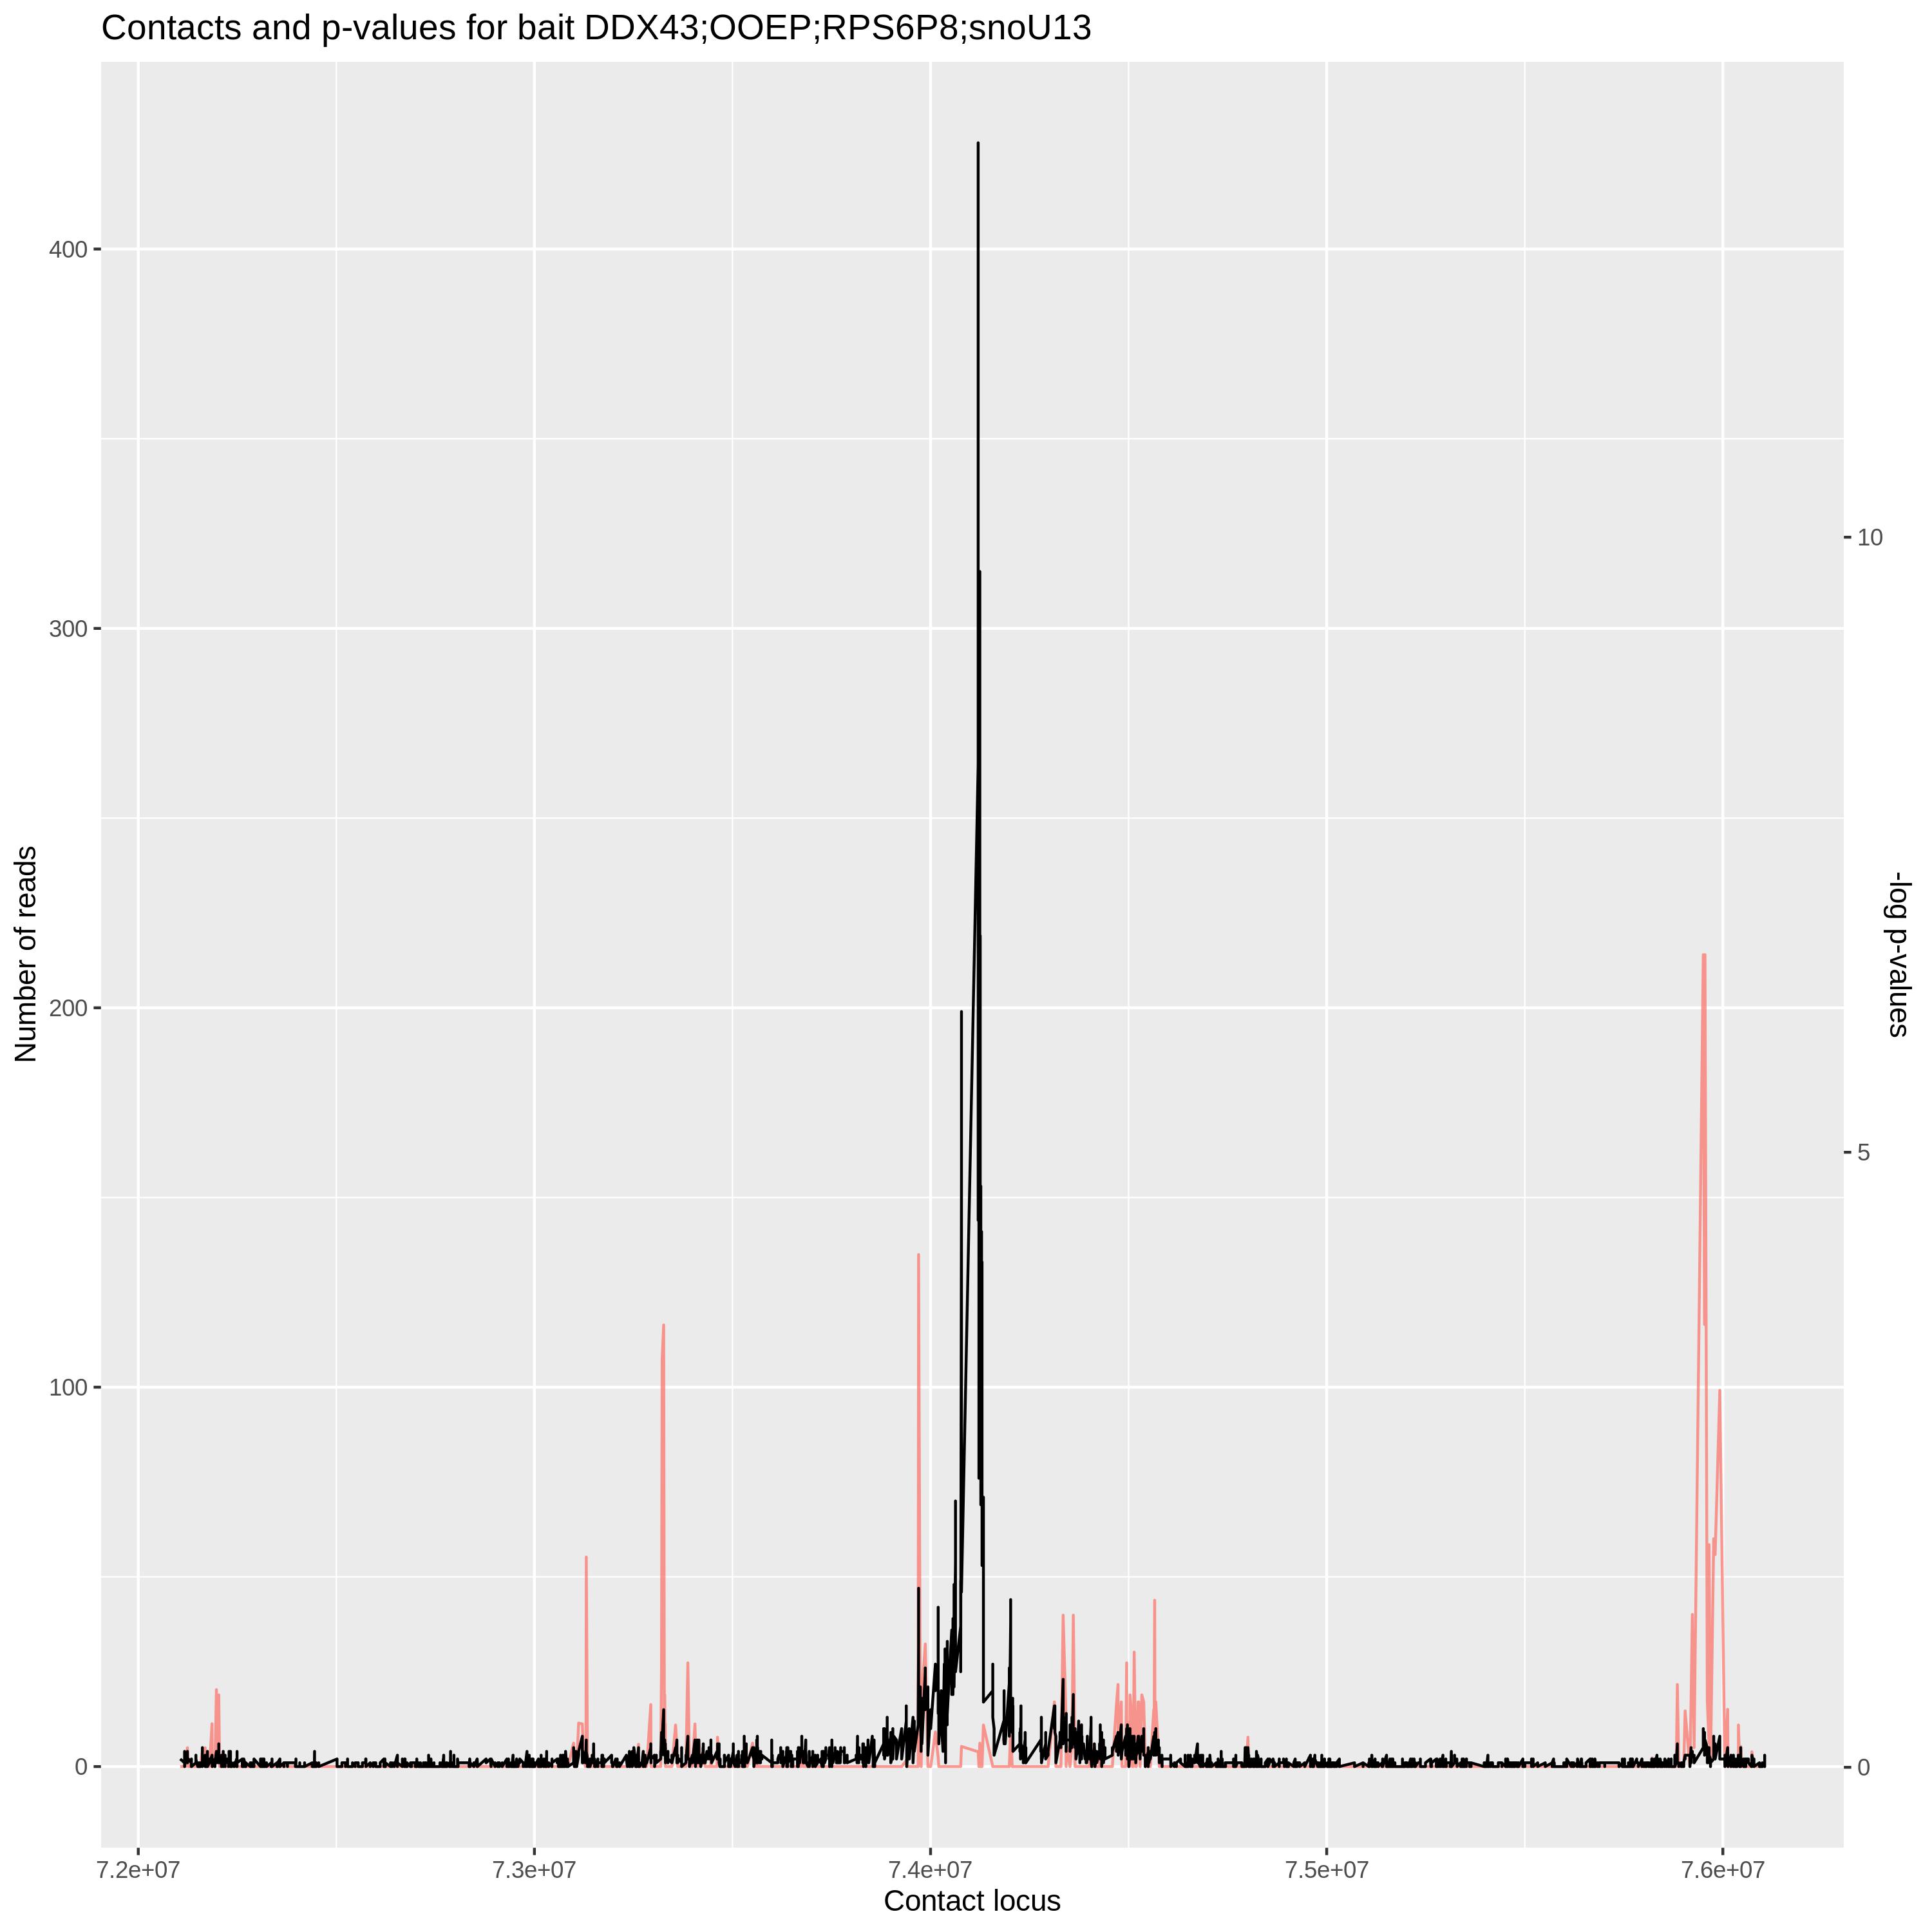 Contacts and p-values for bait DDX43;OOEP;RPS6P8;snoU13
400
300
200
100
0
Number of reads
10
5
0
-log p-values
7.2e+07
7.3e+07
7.4e+07
7.5e+07
7.6e+07
Contact locus